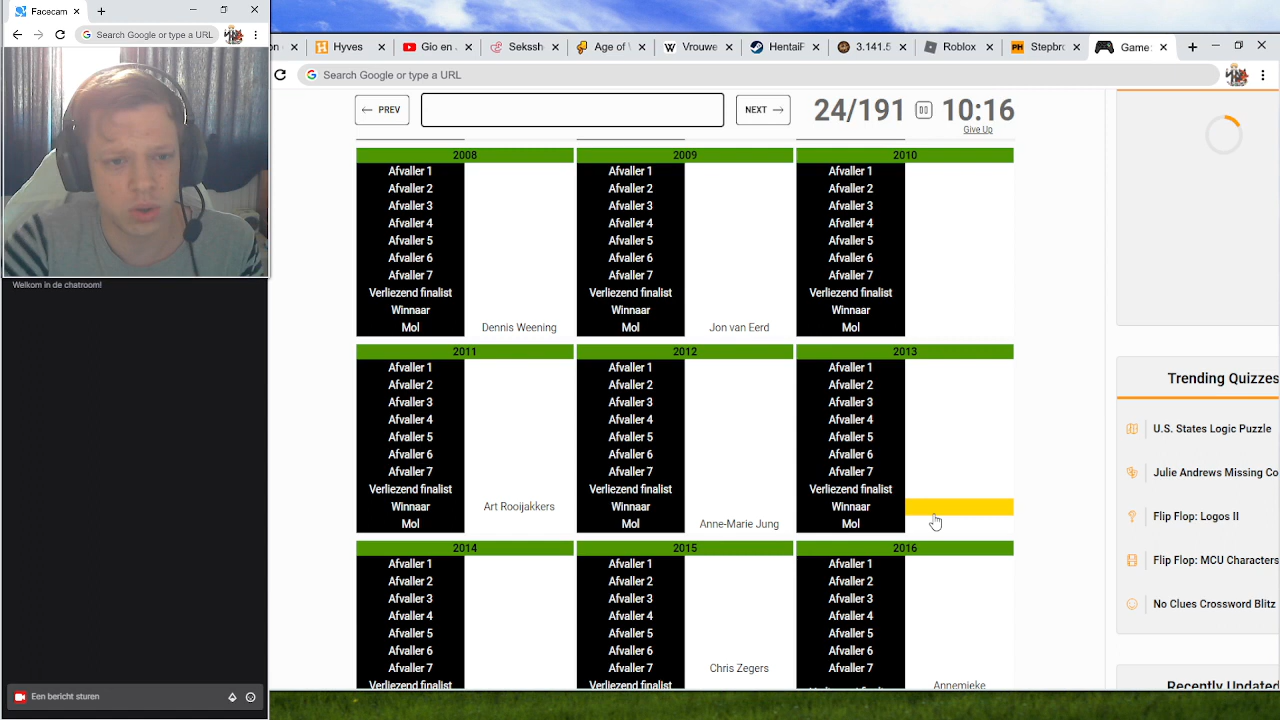 Facecam
Search Google or type a URL
Welkom in de chatroom!
Een bericht sturen
Hyves
Gio en
Sekssh
Age of
Vrouwe
HentaiF
3.141.5
Roblox
Stepbro
Game:
Search Google or type a URL
PREV
NEXT
24/191
10:16
Give Up
2008
2009
2010
Afvaller 1
Afvaller 1
Afvaller 1
Afvaller 2
Afvaller 2
Afvaller 2
Afvaller 3
Afvaller 3
Afvaller 3
Afvaller 4
Afvaller 4
Afvaller 4
Afvaller 5
Afvaller 5
Afvaller 5
Afvaller 6
Afvaller 6
Afvaller 6
Afvaller 7
Afvaller 7
Afvaller 7
Verliezend finalist
Verliezend finalist
Verliezend finalist
Winnaar
Winnaar
Winnaar
Mol Dennis Weening
Mol Jon van Eerd
Mol
2011
2012
2013
Afvaller 1
Afvaller 1
Afvaller 1
Afvaller 2
Afvaller 2
Afvaller 2
Afvaller 3
Afvaller 3
Afvaller 3
Afvaller 4
Afvaller 4
Afvaller 4
Afvaller 5
Afvaller 5
Afvaller 5
Afvaller 6
Afvaller 6
Afvaller 6
Afvaller 7
Afvaller 7
Afvaller 7
Verliezend finalist
Verliezend finalist
Verliezend finalist
Winnaar Art Rooijakkers
Winnaar
Winnaar
Mol
Mol Anne-Marie Jung
Mol
2014
2015
2016
Afvaller 1
Afvaller 1
Afvaller 1
Afvaller 2
Afvaller 2
Afvaller 2
Afvaller 3
Afvaller 3
Afvaller 3
Afvaller 4
Afvaller 4
Afvaller 4
Afvaller 5
Afvaller 5
Afvaller 5
Afvaller 6
Afvaller 6
Afvaller 6
Afvaller 7
Afvaller 7 Chris Zegers
Afvaller 7
Verliezend finalist
Verliezend finalist
Annemieke
Trending Quizzes
U.S. States Logic Puzzle
Julie Andrews Missing Co
Flip Flop: Logos II
Flip Flop: MCU Characters
No Clues Crossword Blitz
Recently Updated